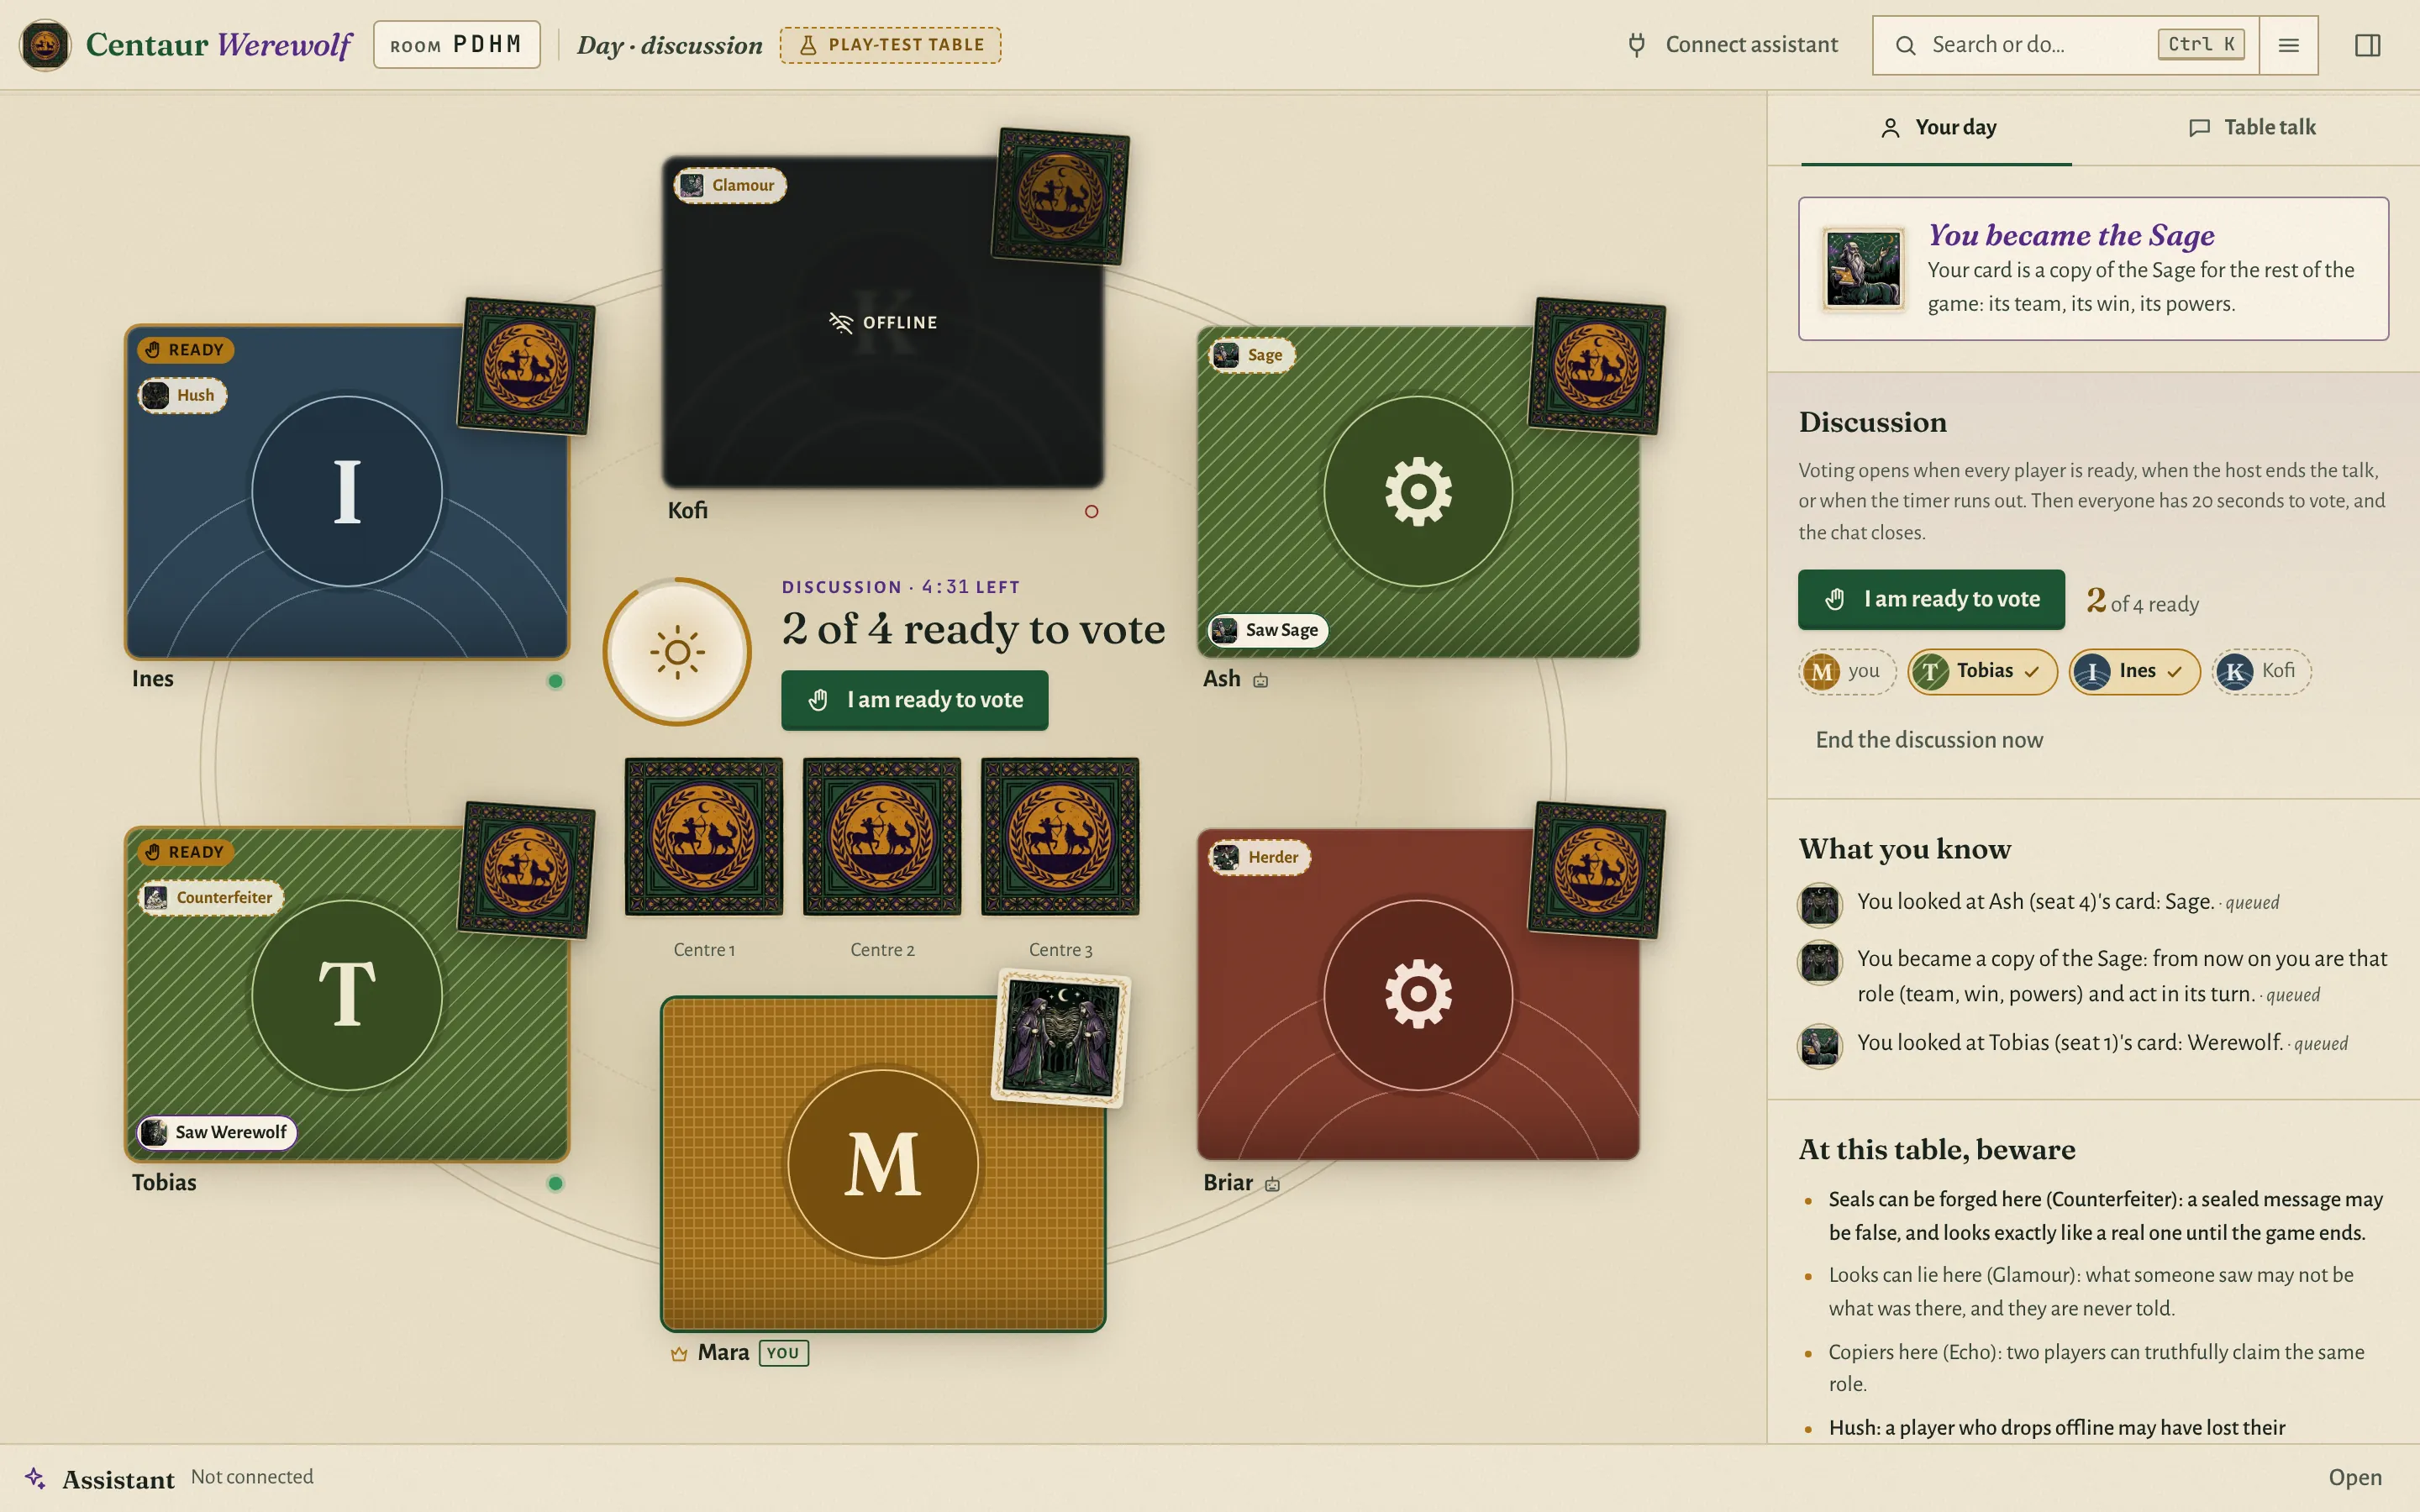 Centaur Werewolf
ROOM PDHM
Day · discussion
PLAY-TEST TABLE
Connect assistant
Search or do...
Ctrl K
Glamour
K
OFFLINE
Kofi
READY
Hush
I
Ines
Sage
Saw Sage
Ash
DISCUSSION · 4:31 LEFT
2 of 4 ready to vote
I am ready to vote
Centre 1
Centre 2
Centre 3
READY
Counterfeiter
T
Saw Werewolf
Tobias
Herder
Briar
M
Mara YOU
Your day
Table talk
You became the Sage
Your card is a copy of the Sage for the rest of the
game: its team, its win, its powers.
Discussion
Voting opens when every player is ready, when the host ends the talk,
or when the timer runs out. Then everyone has 20 seconds to vote, and
the chat closes.
I am ready to vote
2 of 4 ready
M you
T Tobias
I Ines
K Kofi
End the discussion now
What you know
You looked at Ash (seat 4)'s card: Sage. · queued
You became a copy of the Sage: from now on you are that
role (team, win, powers) and act in its turn. · queued
You looked at Tobias (seat 1)'s card: Werewolf. · queued
At this table, beware
Seals can be forged here (Counterfeiter): a sealed message may
be false, and looks exactly like a real one until the game ends.
Looks can lie here (Glamour): what someone saw may not be
what was there, and they are never told.
Copiers here (Echo): two players can truthfully claim the same
role.
Hush: a player who drops offline may have lost their
Assistant
Not connected
Open